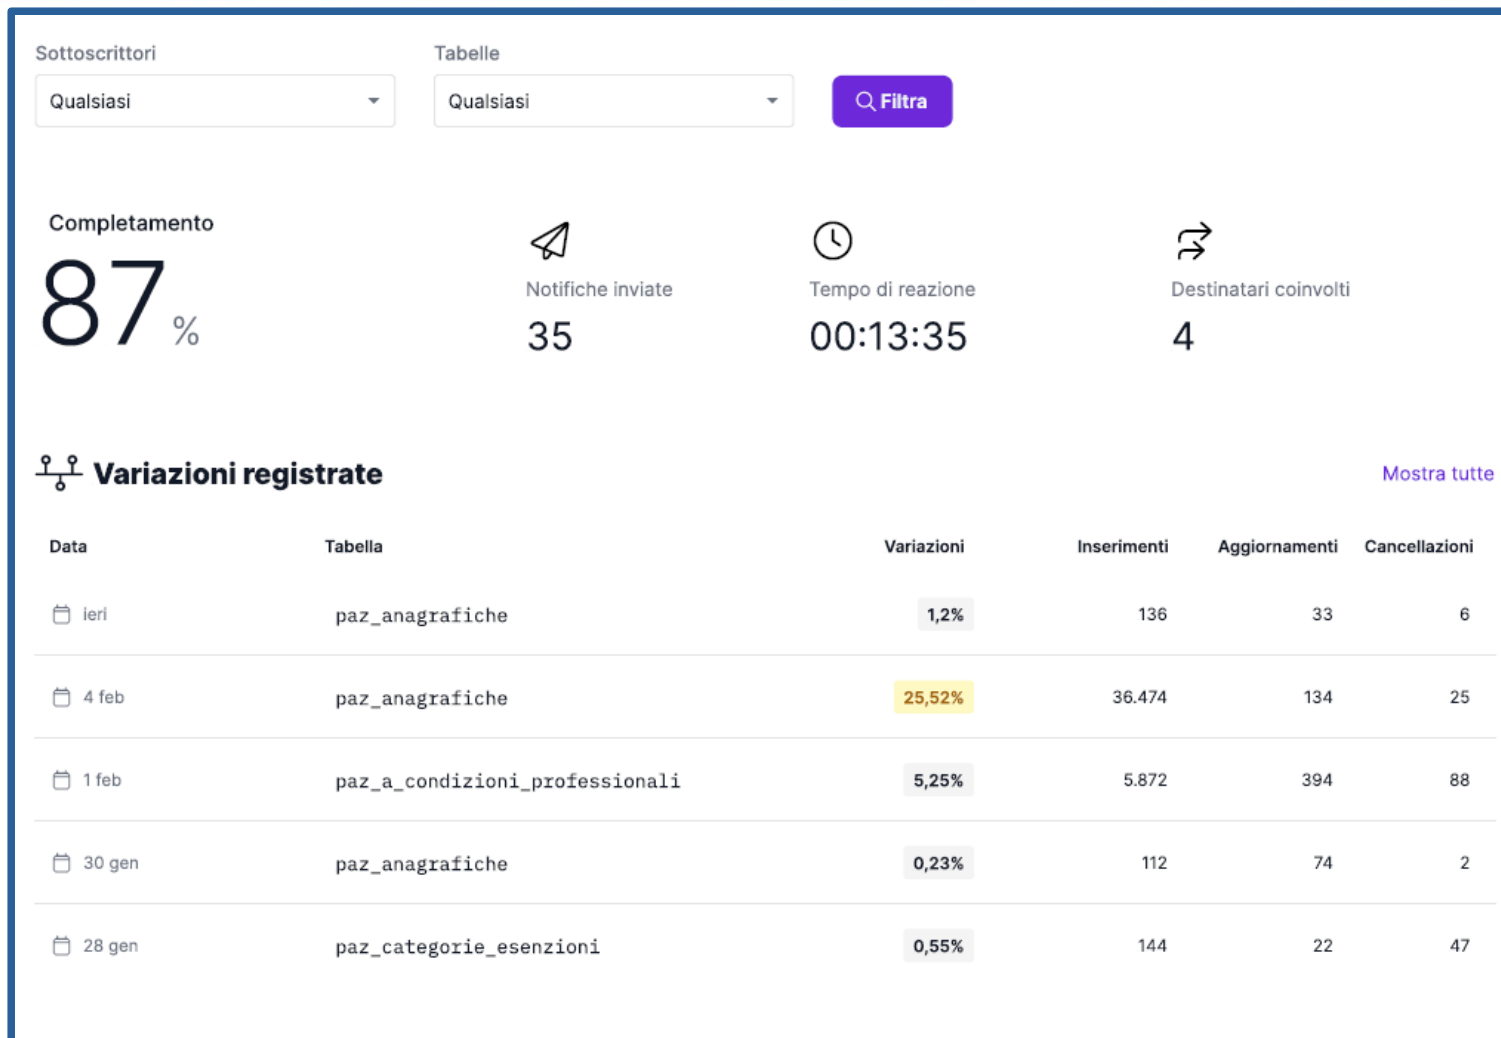 Sottoscrittori Tabelle
Qualsiasi Qualsiasi Filtra
Completamento
87 %
Notifiche inviate Tempo di reazione Destinatari coinvolti
35 00:13:35 4
Variazioni registrate Mostra tutte
Data Tabella Variazioni Inserimenti Aggiornamenti Cancellazioni
ieri paz_anagrafiche 1,2% 136 33 6
4 feb paz_anagrafiche 25,52% 36.474 134 25
1 feb paz_a_condizioni_professionali 5,25% 5.872 394 88
30 gen paz_anagrafiche 0,23% 112 74 2
28 gen paz_categorie_esenzioni 0,55% 144 22 47